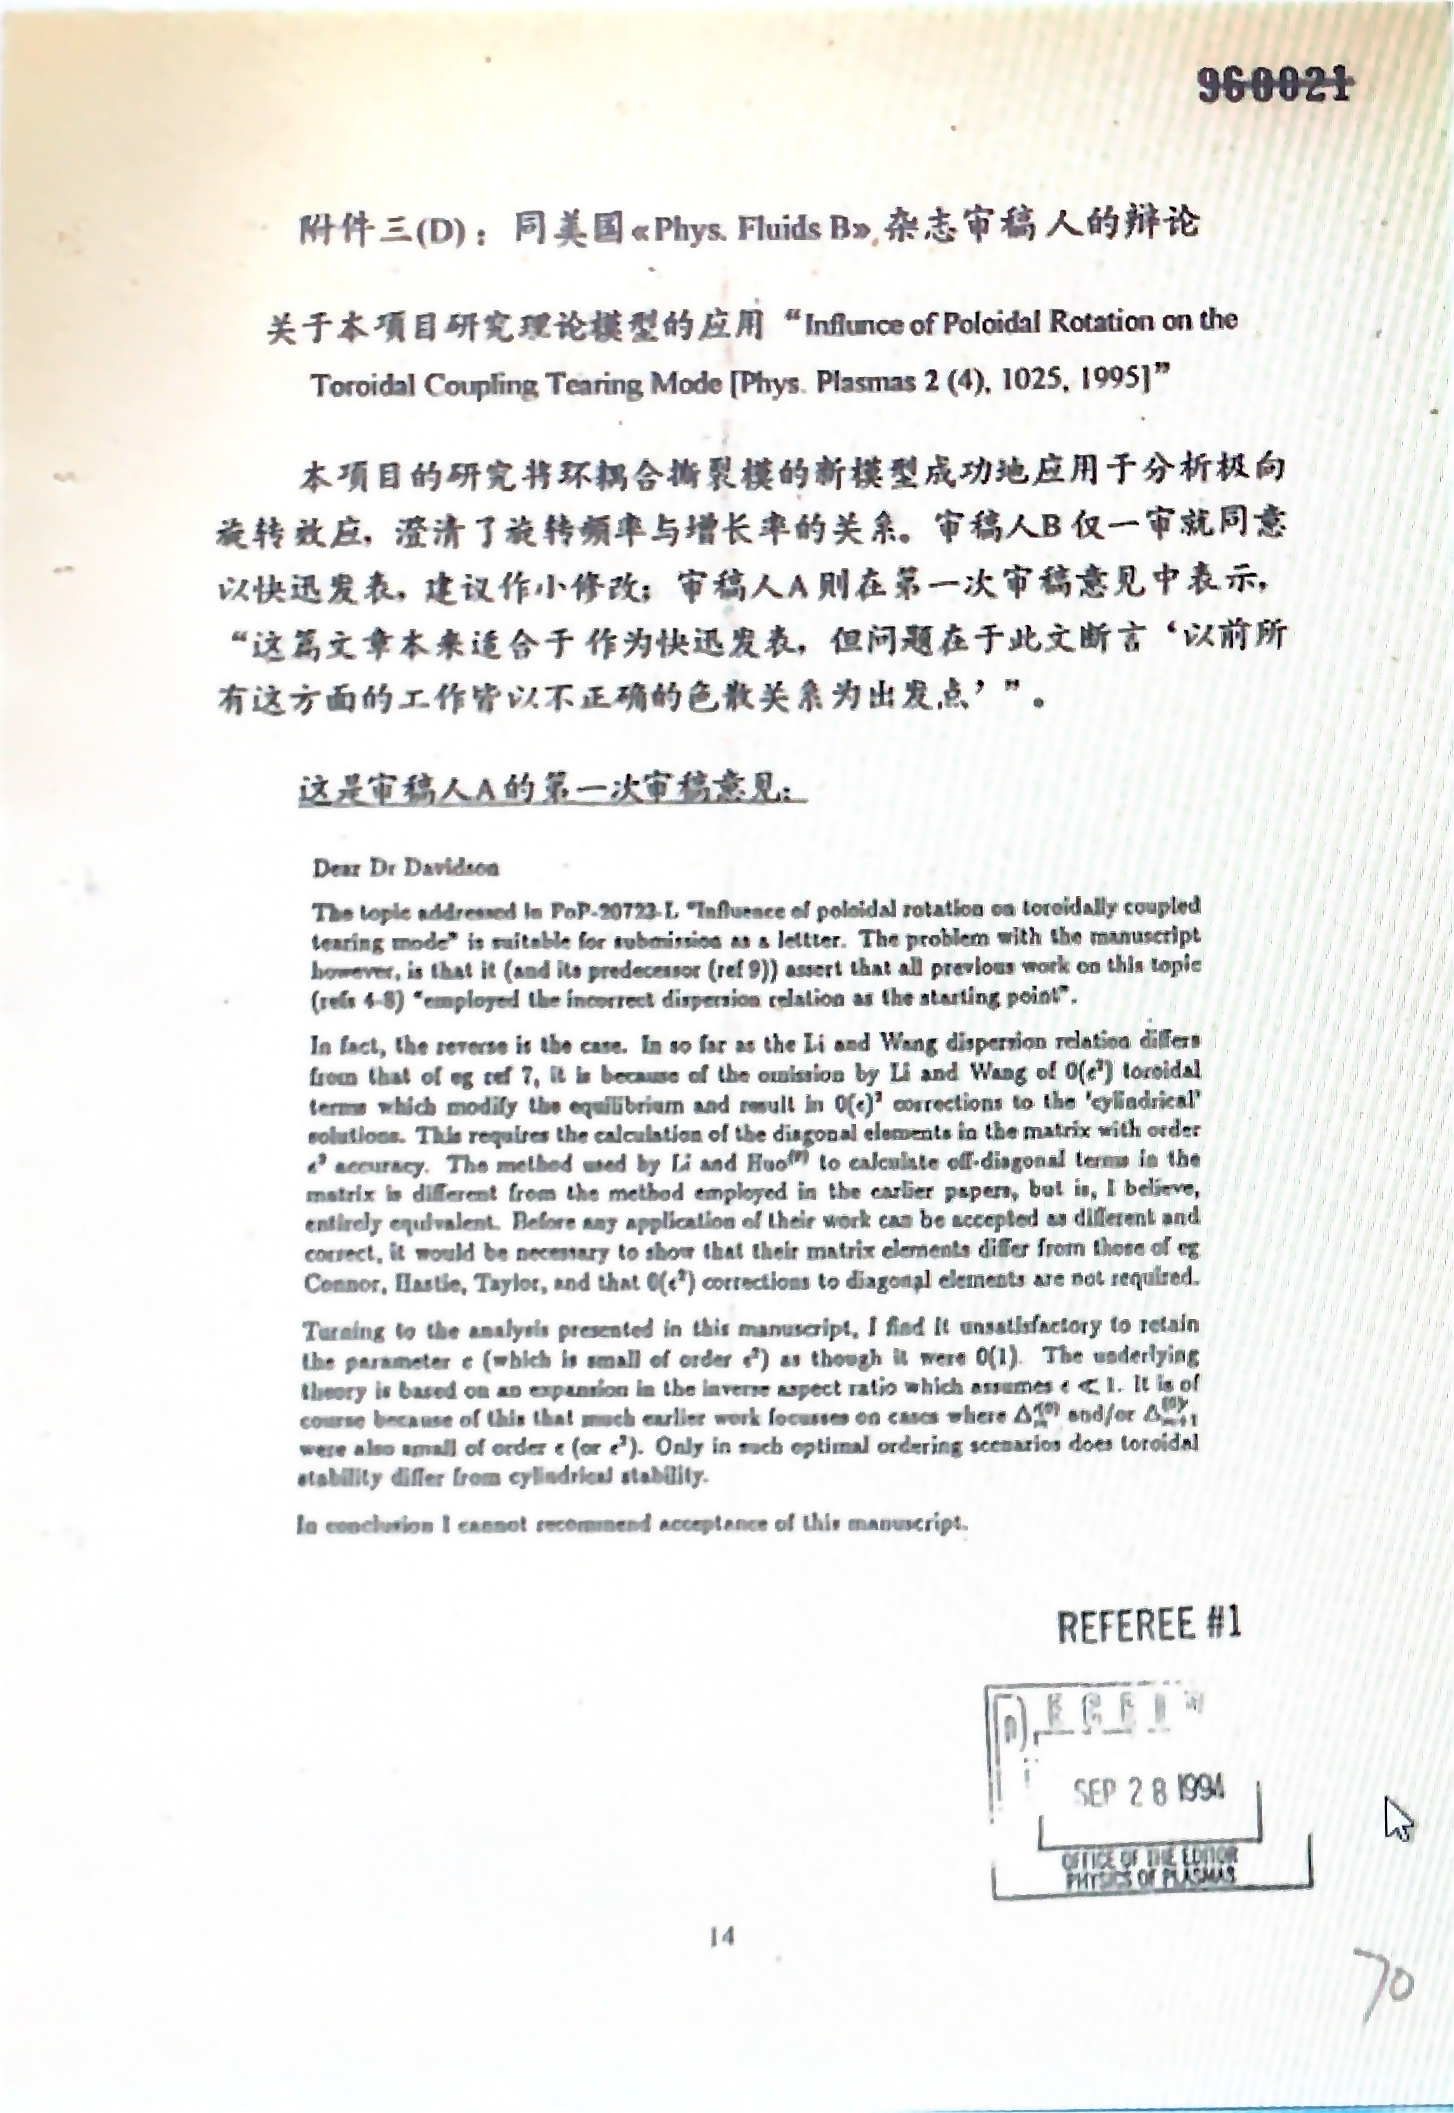 960021
附件三(D)：同美国«Phys. Fluids B»杂志审稿人的辩论
关于本项目研究理论模型的应用“Influnce of Poloidal Rotation on the
Toroidal Coupling Tearing Mode [Phys. Plasmas 2 (4), 1025, 1995]”
本项目的研究将环耦合撕裂模的新模型成功地应用于分析极向
旋转效应，澄清了旋转频率与增长率的关系。审稿人B仅一审就同意
以快迅发表，建议作小修改；审稿人A则在第一次审稿意见中表示，
“这篇文章本来适合于作为快迅发表，但问题在于此文断言‘以前所
有这方面的工作皆以不正确的色散关系为出发点’”。
这是审稿人A的第一次审稿意见：
Dear Dr Davidson
The topic addressed in PoP-20723-L "Influence of poloidal rotation on toroidally coupled
tearing mode" is suitable for submission as a lettter. The problem with the manuscript
however, is that it (and its predecessor (ref 9)) assert that all previous work on this topic
(refs 4-8) "employed the incorrect dispersion relation as the starting point".
In fact, the reverse is the case. In so far as the Li and Wang dispersion relation differs
from that of eg ref 7, it is because of the omission by Li and Wang of 0(ε²) toroidal
terms which modify the equilibrium and result in 0(ε)² corrections to the 'cylindrical'
solutions. This requires the calculation of the diagonal elements in the matrix with order
ε² accuracy. The method used by Li and Huo to calculate off-diagonal terms in the
matrix is different from the method employed in the earlier papers, but is, I believe,
entirely equivalent. Before any application of their work can be accepted as different and
correct, it would be necessary to show that their matrix elements differ from those of eg
Connor, Hastie, Taylor, and that 0(ε²) corrections to diagonal elements are not required.
Turning to the analysis presented in this manuscript, I find it unsatisfactory to retain
the parameter c (which is small of order ε²) as though it were 0(1). The underlying
theory is based on an expansion in the inverse aspect ratio which assumes ε ≪ 1. It is of
course because of this that much earlier work focusses on cases where Δ'ₘ⁽⁰⁾ and/or Δₘ₊₁⁽⁰⁾'
were also small of order ε (or ε²). Only in such optimal ordering scenarios does toroidal
stability differ from cylindrical stability.
In conclusion I cannot recommend acceptance of this manuscript.
REFEREE #1
SEP 28 1994
OFFICE OF THE EDITOR
PHYSICS OF PLASMAS
14
70